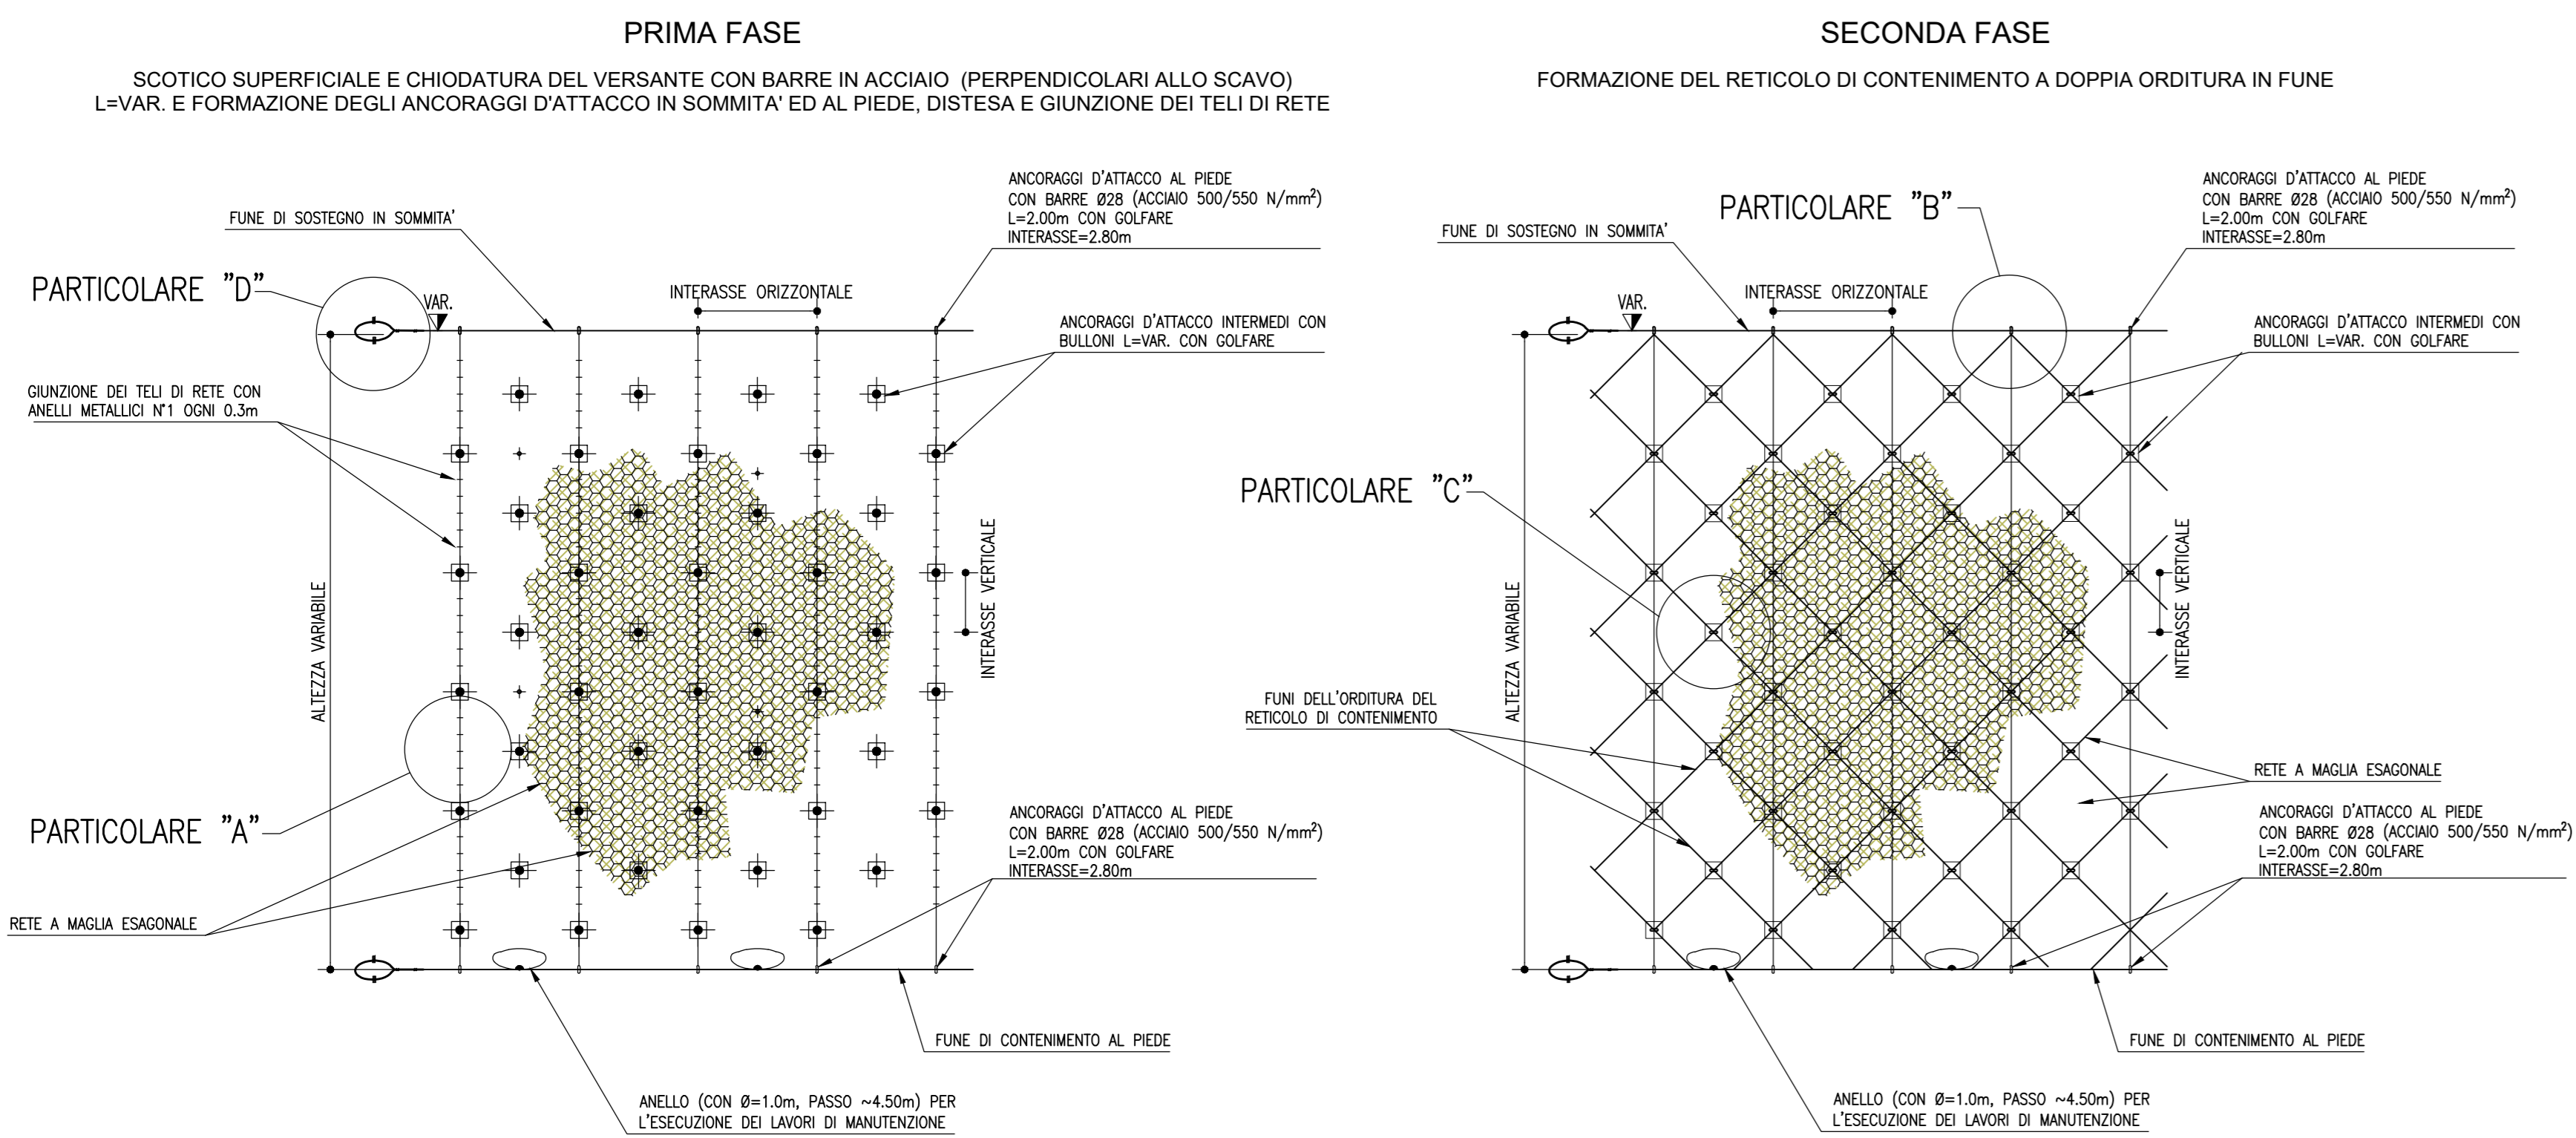 PRIMA FASE
SCOTICO SUPERFICIALE E CHIODATURA DEL VERSANTE CON BARRE IN ACCIAIO (PERPENDICOLARI ALLO SCAVO)
L=VAR. E FORMAZIONE DEGLI ANCORAGGI D'ATTACCO IN SOMMITA' ED AL PIEDE, DISTESA E GIUNZIONE DEI TELI DI RETE
ANCORAGGI D'ATTACCO AL PIEDE
CON BARRE Ø28 (ACCIAIO 500/550 N/mm²)
L=2.00m CON GOLFARE
INTERASSE=2.80m
FUNE DI SOSTEGNO IN SOMMITA'
PARTICOLARE "D"
VAR.
INTERASSE ORIZZONTALE
ANCORAGGI D'ATTACCO INTERMEDI CON
BULLONI L=VAR. CON GOLFARE
GIUNZIONE DEI TELI DI RETE CON
ANELLI METALLICI N°1 OGNI 0.3m
INTERASSE VERTICALE
ALTEZZA VARIABILE
PARTICOLARE "A"
ANCORAGGI D'ATTACCO AL PIEDE
CON BARRE Ø28 (ACCIAIO 500/550 N/mm²)
L=2.00m CON GOLFARE
INTERASSE=2.80m
RETE A MAGLIA ESAGONALE
FUNE DI CONTENIMENTO AL PIEDE
ANELLO (CON Ø=1.0m, PASSO ~4.50m) PER
L'ESECUZIONE DEI LAVORI DI MANUTENZIONE
SECONDA FASE
FORMAZIONE DEL RETICOLO DI CONTENIMENTO A DOPPIA ORDITURA IN FUNE
ANCORAGGI D'ATTACCO AL PIEDE
CON BARRE Ø28 (ACCIAIO 500/550 N/mm²)
L=2.00m CON GOLFARE
INTERASSE=2.80m
PARTICOLARE "B"
FUNE DI SOSTEGNO IN SOMMITA'
VAR.
INTERASSE ORIZZONTALE
ANCORAGGI D'ATTACCO INTERMEDI CON
BULLONI L=VAR. CON GOLFARE
PARTICOLARE "C"
INTERASSE VERTICALE
ALTEZZA VARIABILE
FUNI DELL'ORDITURA DEL
RETICOLO DI CONTENIMENTO
RETE A MAGLIA ESAGONALE
ANCORAGGI D'ATTACCO AL PIEDE
CON BARRE Ø28 (ACCIAIO 500/550 N/mm²)
L=2.00m CON GOLFARE
INTERASSE=2.80m
FUNE DI CONTENIMENTO AL PIEDE
ANELLO (CON Ø=1.0m, PASSO ~4.50m) PER
L'ESECUZIONE DEI LAVORI DI MANUTENZIONE